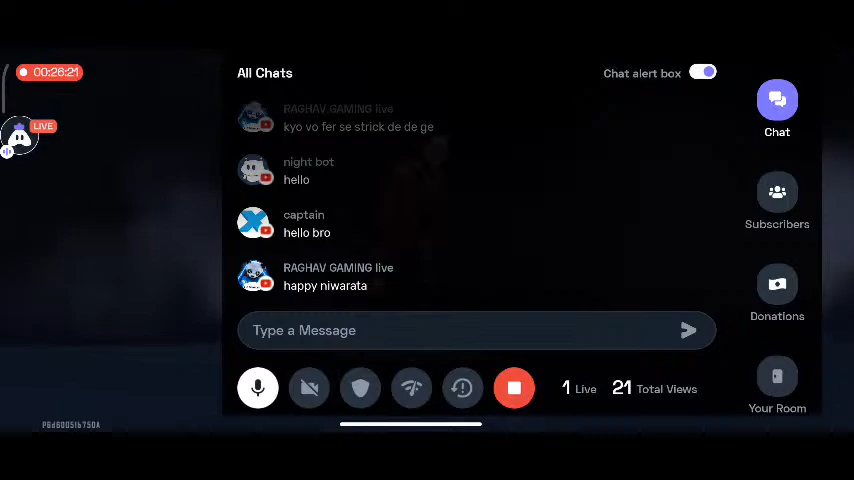 00:26:21
LIVE
All Chats
Chat alert box
RAGHAV GAMING live
kyo vo fer se strick de de ge
night bot
hello
captain
hello bro
RAGHAV GAMING live
happy niwarata
Type a Message
1 Live
21 Total Views
Chat
Subscribers
Donations
Your Room